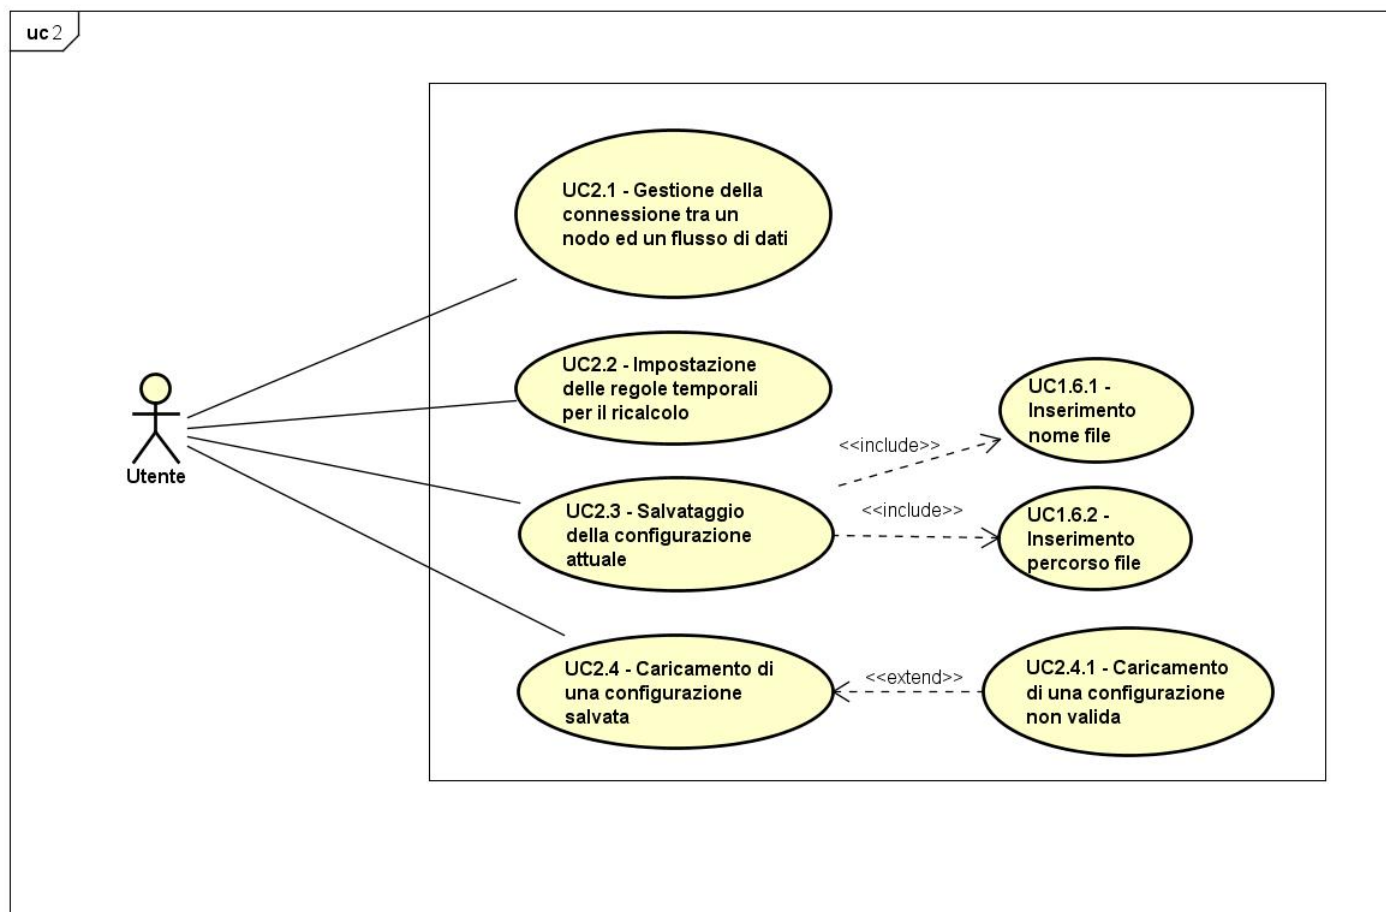 uc 2
UC2.1 - Gestione della
connessione tra un
nodo ed un flusso di dati
UC2.2 - Impostazione
delle regole temporali
per il ricalcolo
UC1.6.1 -
Inserimento
nome file
<<include>>
Utente
UC2.3 - Salvataggio
della configurazione
attuale
<<include>>
UC1.6.2 -
Inserimento
percorso file
UC2.4 - Caricamento di
una configurazione
salvata
<<extend>>
UC2.4.1 - Caricamento
di una configurazione
non valida